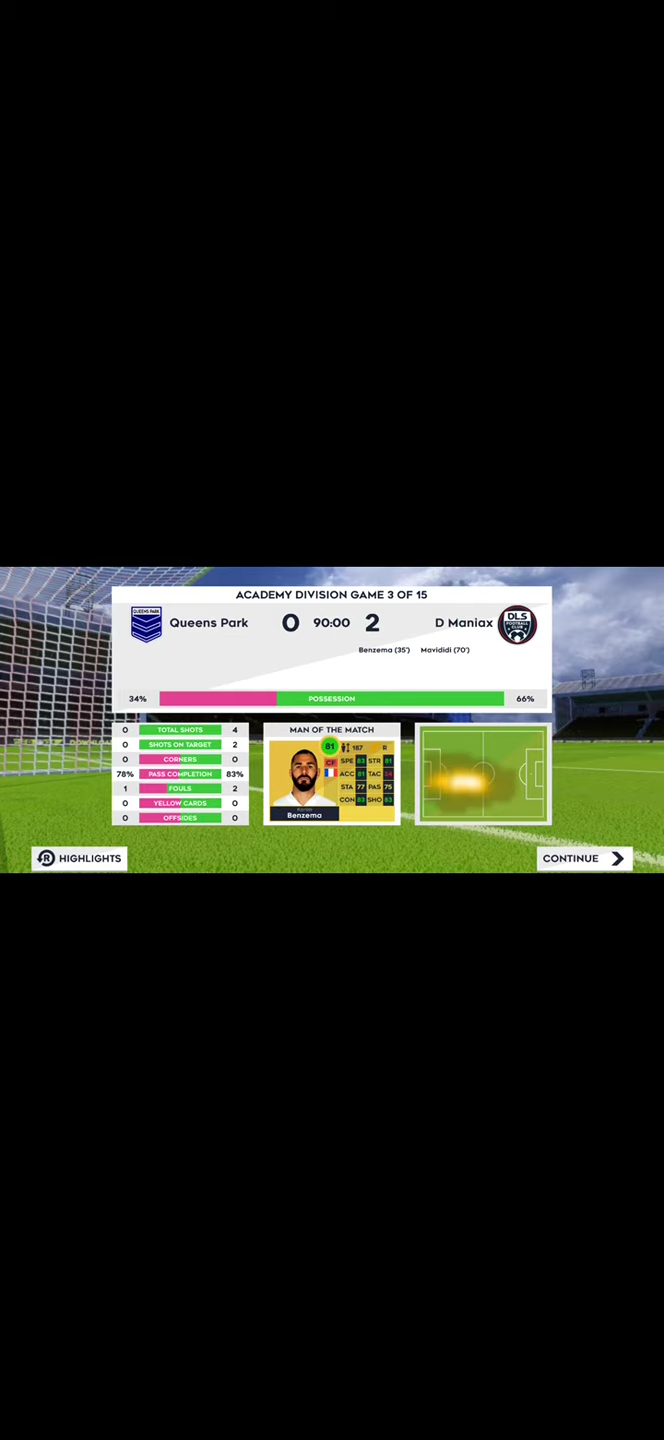 ACADEMY DIVISION GAME 3 OF 15
QUEENS PARK
Queens Park 0 90:00 2 D Maniax
DLS
FOOTBALL
CLUB
Benzema (35') Mavididi (70')
34% POSSESSION 66%
0 TOTAL SHOTS 4
0 SHOTS ON TARGET 2
0 CORNERS 0
78% PASS COMPLETION 83%
1 FOULS 2
0 YELLOW CARDS 0
0 OFFSIDES 0
MAN OF THE MATCH
81 187 R
CF SPE 83 STR 81
ACC 81 TAC
STA 77 PAS 75
CON 82 SHO 83
Karim
Benzema
R HIGHLIGHTS
CONTINUE